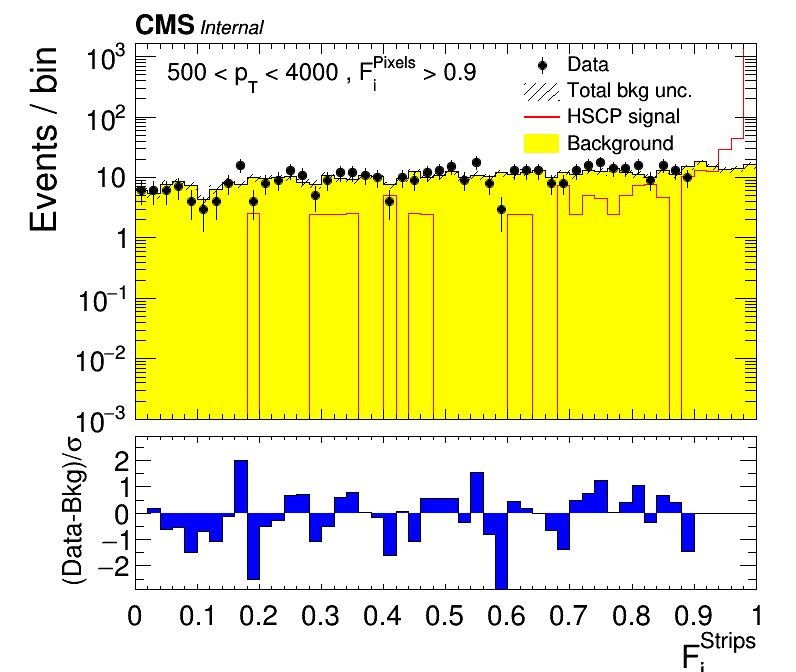 CMS Internal
500 < p_T < 4000 , F_i^Pixels > 0.9
Data
Total bkg unc.
HSCP signal
Background
Events / bin
10^3
10^2
10
1
10^−1
10^−2
10^−3
(Data-Bkg)/σ
2
1
0
−1
−2
0 0.1 0.2 0.3 0.4 0.5 0.6 0.7 0.8 0.9 1
F_i^Strips